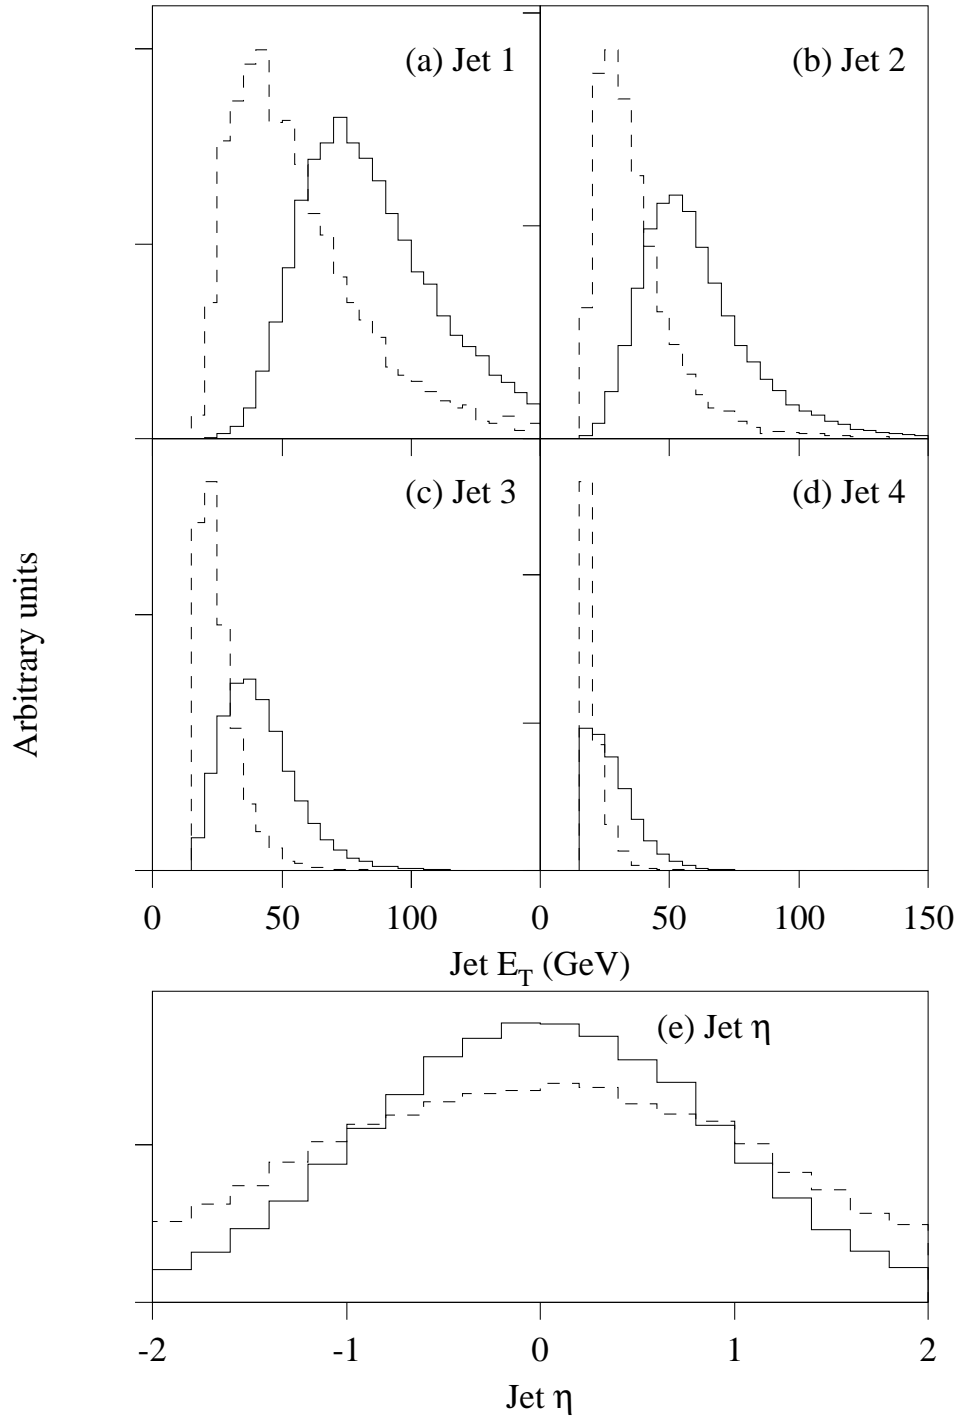 (a) Jet 1
(b) Jet 2
(c) Jet 3
(d) Jet 4
Arbitrary units
0 50 100 0 50 100 150
Jet E_T (GeV)
(e) Jet η
-2 -1 0 1 2
Jet η